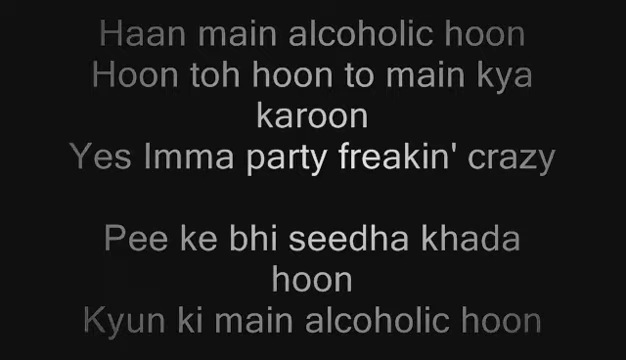 Haan main alcoholic hoon
Hoon toh hoon to main kya
karoon
Yes Imma party freakin' crazy
Pee ke bhi seedha khada
hoon
Kyun ki main alcoholic hoon